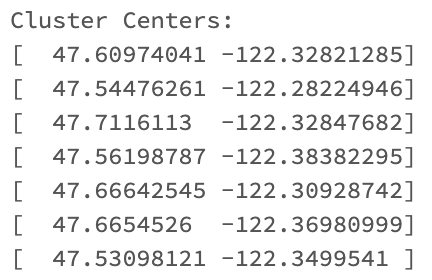 Cluster Centers:
[  47.60974041 -122.32821285]
[  47.54476261 -122.28224946]
[  47.7116113  -122.32847682]
[  47.56198787 -122.38382295]
[  47.66642545 -122.30928742]
[  47.6654526  -122.36980999]
[  47.53098121 -122.3499541 ]